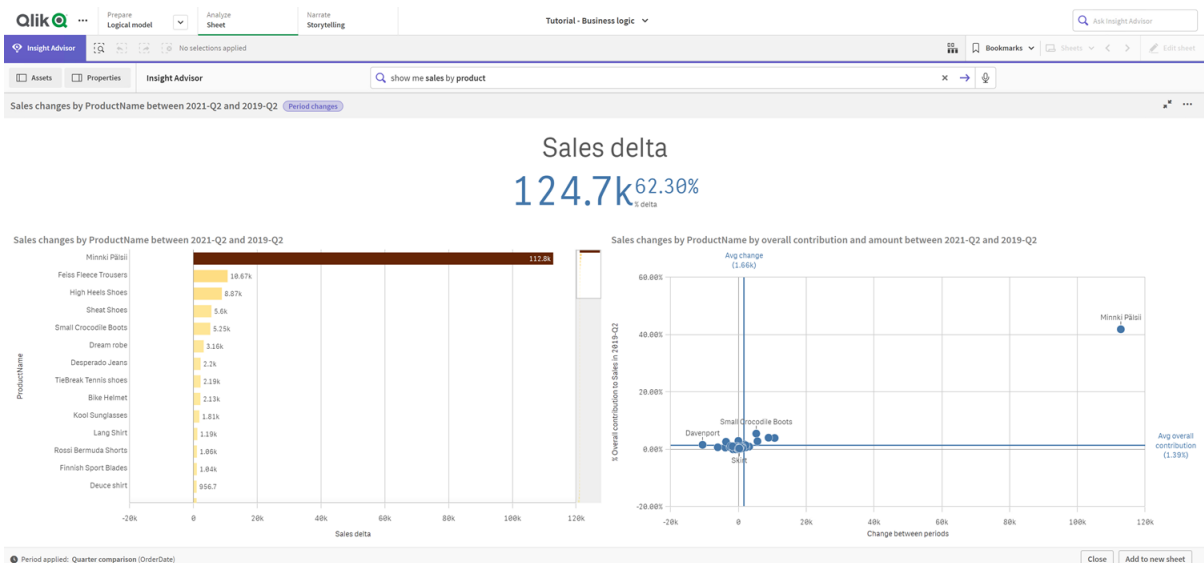 Qlik
Prepare
Logical model
Analyze
Sheet
Narrate
Storytelling
Tutorial - Business logic
Ask Insight Advisor
Insight Advisor
No selections applied
Bookmarks
Sheets
Edit sheet
Assets
Properties
Insight Advisor
show me sales by product
Sales changes by ProductName between 2021-Q2 and 2019-Q2 Period changes
Sales delta
124.7k 62.30%
% delta
Sales changes by ProductName between 2021-Q2 and 2019-Q2
ProductName
Minnki Pälsii 112.8k
Feiss Fleece Trousers 10.67k
High Heels Shoes 8.87k
Sheat Shoes 5.6k
Small Crocodile Boots 5.25k
Dream robe 3.16k
Desperado Jeans 2.2k
TieBreak Tennis shoes 2.19k
Bike Helmet 2.13k
Kool Sunglasses 1.81k
Lang Shirt 1.19k
Rossi Bermuda Shorts 1.06k
Finnish Sport Blades 1.04k
Deuce shirt 956.7
-20k 0 20k 40k 60k 80k 100k 120k
Sales delta
Sales changes by ProductName by overall contribution and amount between 2021-Q2 and 2019-Q2
Avg change
(1.66k)
% Overall contribution to Sales in 2019-Q2
60.00%
Minnki Pälsii
40.00%
20.00%
Small Crocodile Boots
Davenport
0.00%
Skirt
Avg overall
contribution
(1.39%)
-20.00%
-20k 0 20k 40k 60k 80k 100k 120k
Change between periods
Period applied: Quarter comparison (OrderDate)
Close
Add to new sheet